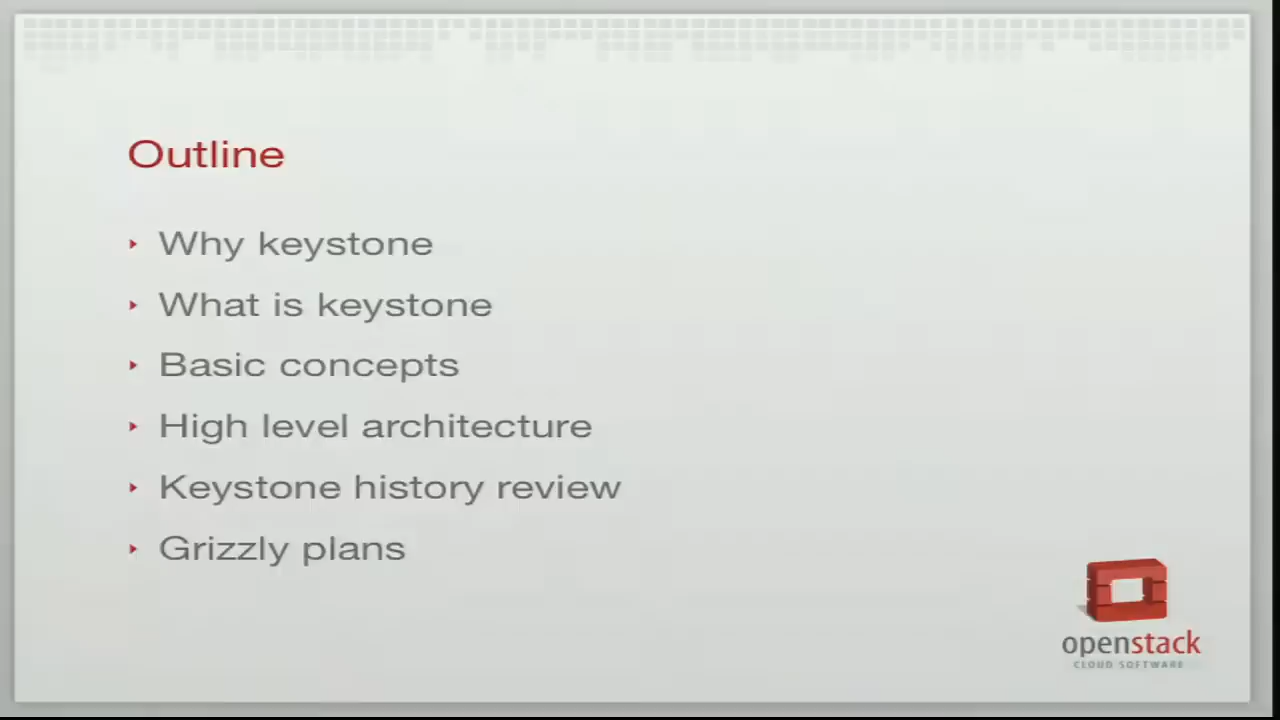 Outline
Why keystone
What is keystone
Basic concepts
High level architecture
Keystone history review
Grizzly plans
openstack
CLOUD SOFTWARE